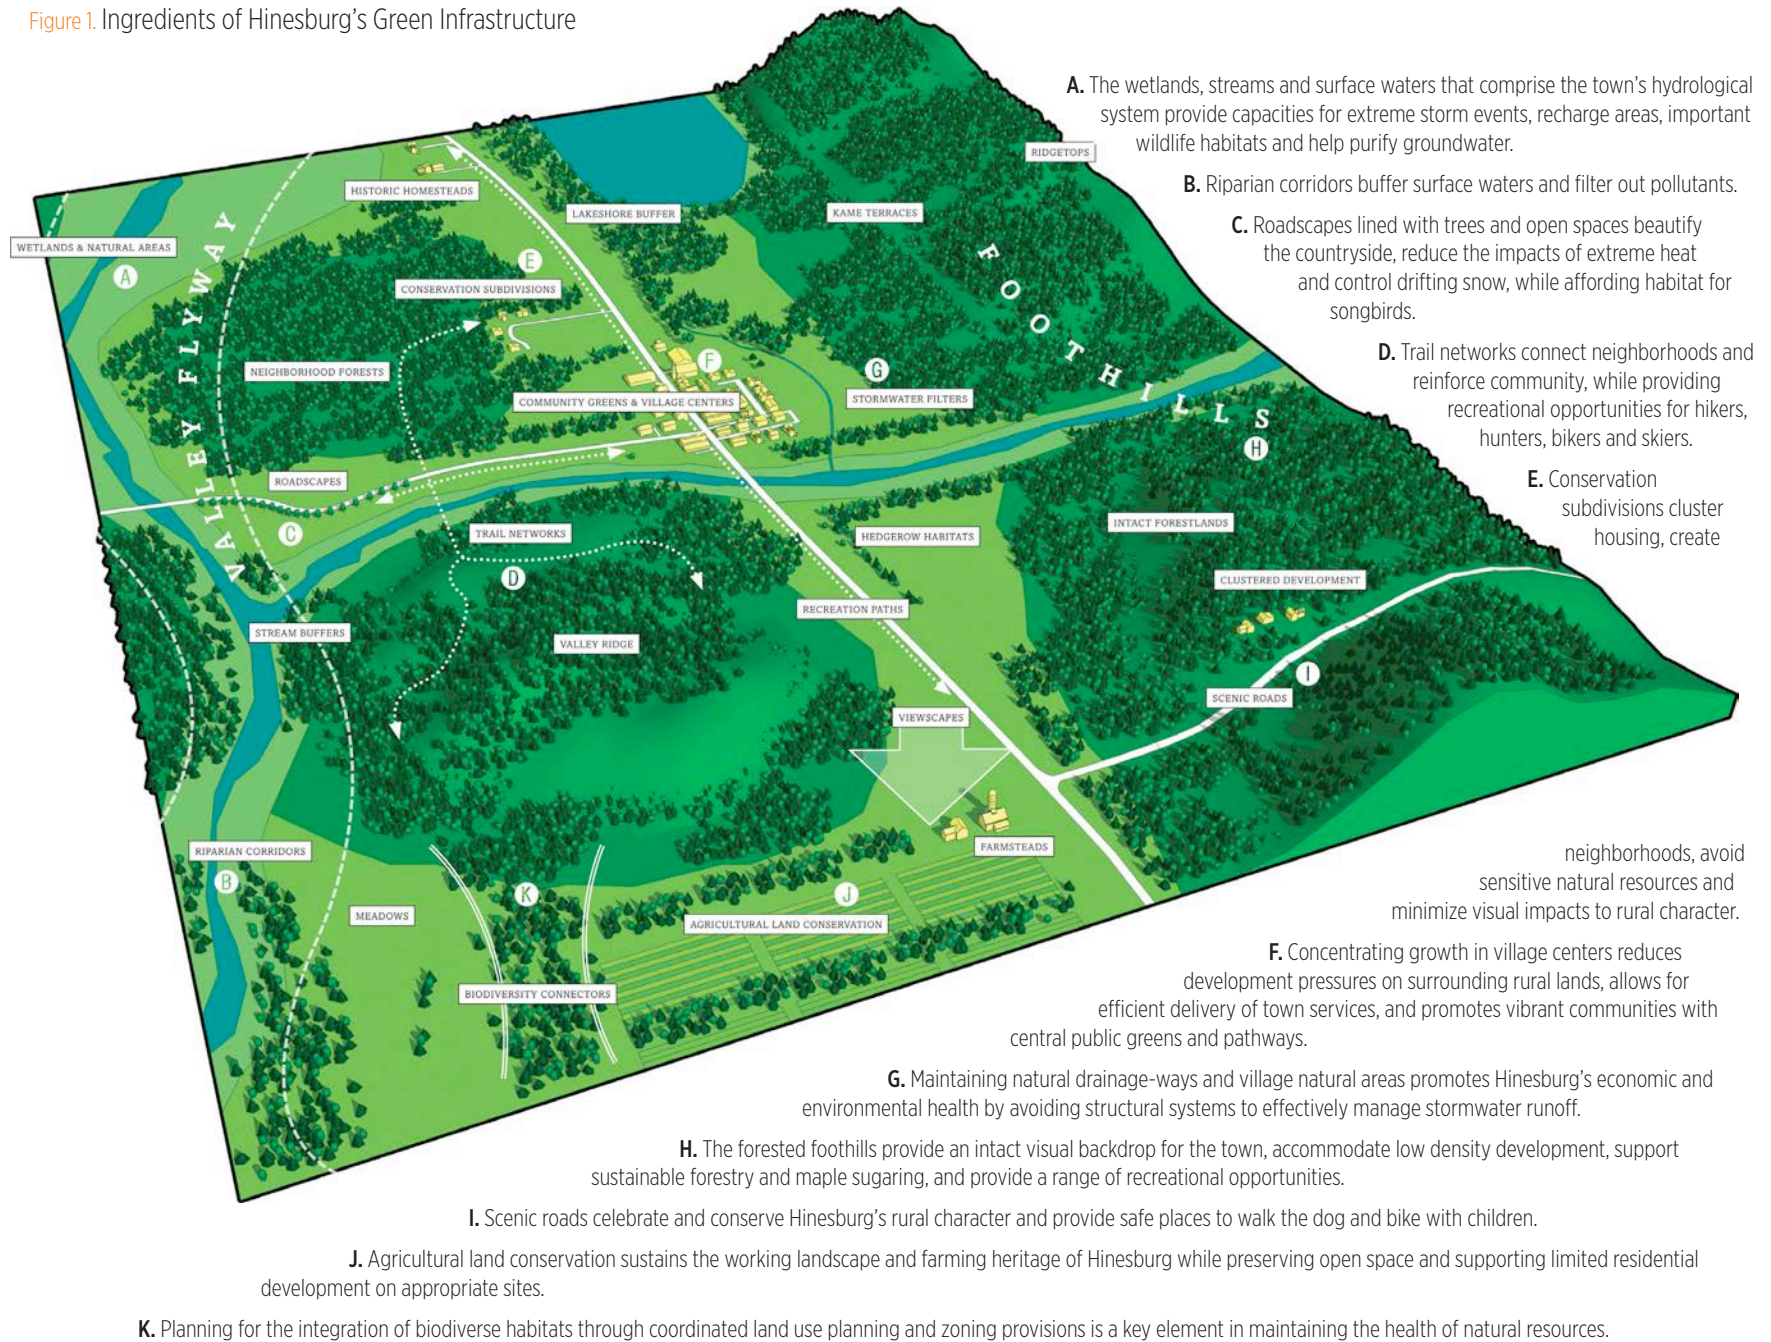 Figure 1. Ingredients of Hinesburg's Green Infrastructure
A. The wetlands, streams and surface waters that comprise the town's hydrological
system provide capacities for extreme storm events, recharge areas, important
wildlife habitats and help purify groundwater.
B. Riparian corridors buffer surface waters and filter out pollutants.
C. Roadscapes lined with trees and open spaces beautify
the countryside, reduce the impacts of extreme heat
and control drifting snow, while affording habitat for
songbirds.
D. Trail networks connect neighborhoods and
reinforce community, while providing
recreational opportunities for hikers,
hunters, bikers and skiers.
E. Conservation
subdivisions cluster
housing, create
neighborhoods, avoid
sensitive natural resources and
minimize visual impacts to rural character.
F. Concentrating growth in village centers reduces
development pressures on surrounding rural lands, allows for
efficient delivery of town services, and promotes vibrant communities with
central public greens and pathways.
G. Maintaining natural drainage-ways and village natural areas promotes Hinesburg's economic and
environmental health by avoiding structural systems to effectively manage stormwater runoff.
H. The forested foothills provide an intact visual backdrop for the town, accommodate low density development, support
sustainable forestry and maple sugaring, and provide a range of recreational opportunities.
I. Scenic roads celebrate and conserve Hinesburg's rural character and provide safe places to walk the dog and bike with children.
J. Agricultural land conservation sustains the working landscape and farming heritage of Hinesburg while preserving open space and supporting limited residential
development on appropriate sites.
K. Planning for the integration of biodiverse habitats through coordinated land use planning and zoning provisions is a key element in maintaining the health of natural resources.
RIDGETOPS
HISTORIC HOMESTEADS
LAKESHORE BUFFER
KAME TERRACES
WETLANDS & NATURAL AREAS
A
VALLEY FLYWAY
FOOTHILLS
E
CONSERVATION SUBDIVISIONS
NEIGHBORHOOD FORESTS
F
G
COMMUNITY GREENS & VILLAGE CENTERS
STORMWATER FILTERS
H
ROADSCAPES
C
TRAIL NETWORKS
D
HEDGEROW HABITATS
INTACT FORESTLANDS
CLUSTERED DEVELOPMENT
RECREATION PATHS
STREAM BUFFERS
VALLEY RIDGE
I
SCENIC ROADS
VIEWSCAPES
FARMSTEADS
RIPARIAN CORRIDORS
B
K
J
MEADOWS
AGRICULTURAL LAND CONSERVATION
BIODIVERSITY CONNECTORS